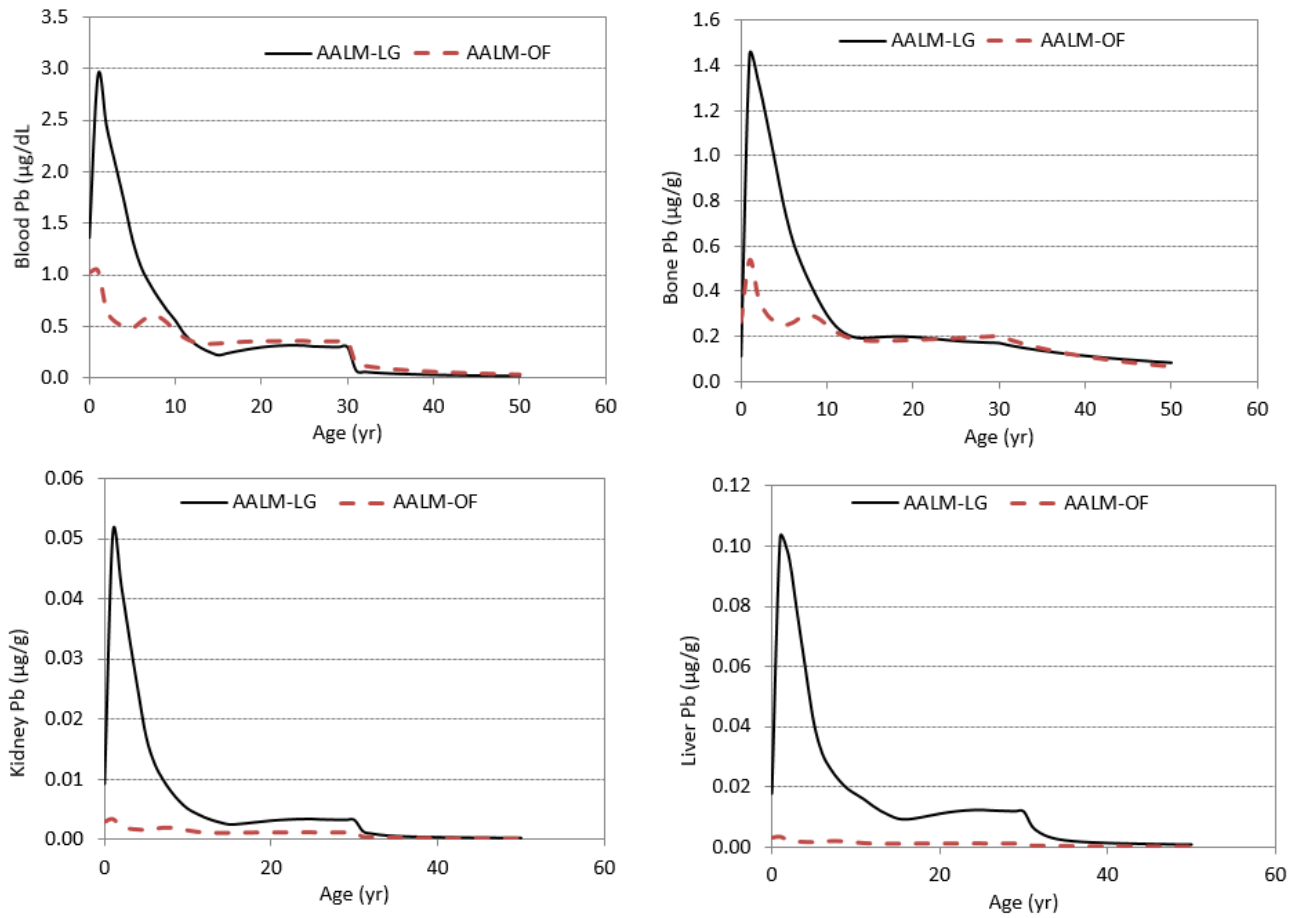 3.5
3.0
2.5
2.0
1.5
1.0
0.5
0.0
Blood Pb (µg/dL
AALM-LG AALM-OF
0 10 20 30 40 50 60
Age (yr)
1.6
1.4
1.2
1.0
0.8
0.6
0.4
0.2
0.0
Bone Pb (µg/g)
AALM-LG AALM-OF
0 10 20 30 40 50 60
Age (yr)
0.06
0.05
0.04
0.03
0.02
0.01
0.00
Kidney Pb (µg/g)
AALM-LG AALM-OF
0 20 40 60
Age (yr)
0.12
0.10
0.08
0.06
0.04
0.02
0.00
Liver Pb (µg/g)
AALM-LG AALM-OF
0 20 40 60
Age (yr)